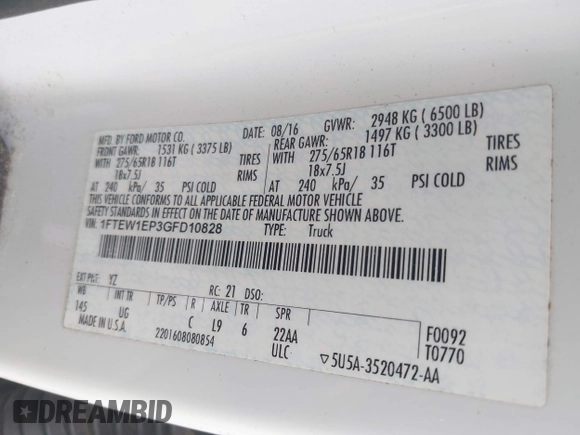 MFD. BY FORD MOTOR CO.
DATE: 08/16
GVWR: 2948 KG ( 6500 LB)
FRONT GAWR: 1531 KG ( 3375 LB)
REAR GAWR: 1497 KG ( 3300 LB)
WITH 275/65R18 116T TIRES
WITH 275/65R18 116T TIRES
18x7.5J RIMS
18x7.5J RIMS
AT 240 kPa/ 35 PSI COLD
AT 240 kPa/ 35 PSI COLD
THIS VEHICLE CONFORMS TO ALL APPLICABLE FEDERAL MOTOR VEHICLE
SAFETY STANDARDS IN EFFECT ON THE DATE OF MANUFACTURE SHOWN ABOVE.
VIN: 1FTEW1EP3GFD10828
TYPE: Truck
EXT PNT: YZ
RC: 21 DSO:
WB INT TR TP/PS R AXLE TR SPR
145 UG C L9 6 22AA
ULC
F0092
T0770
MADE IN U.S.A.
2201608080854
▽5U5A-3520472-AA
DREAMBID